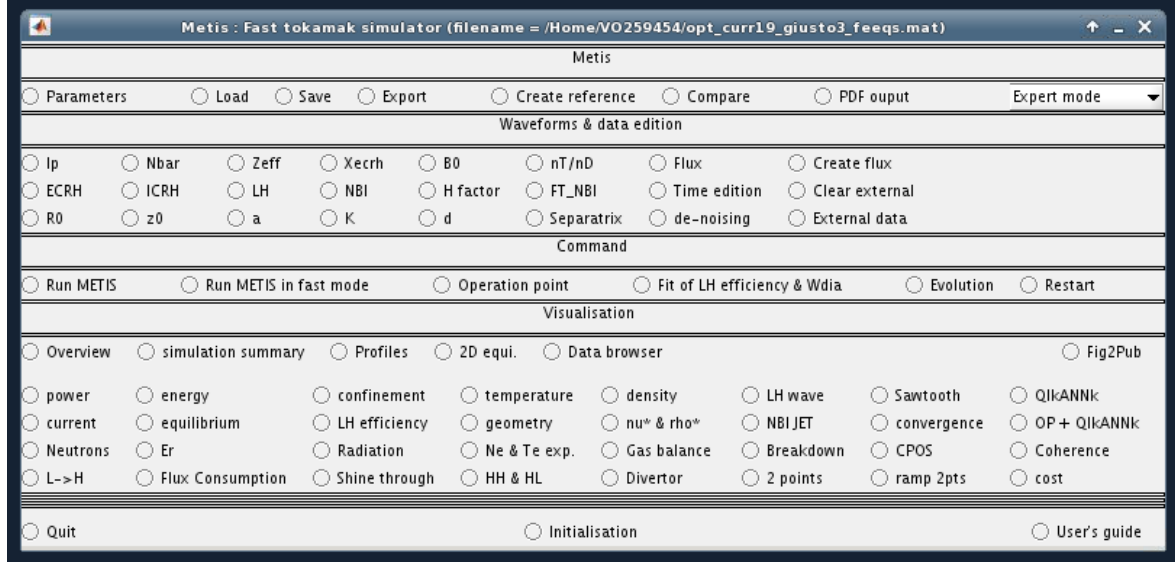 Metis : Fast tokamak simulator (filename = /Home/VO259454/opt_curr19_giusto3_feeqs.mat)
Metis
Parameters Load Save Export Create reference Compare PDF ouput Expert mode
Waveforms & data edition
Ip Nbar Zeff Xecrh B0 nT/nD Flux Create flux
ECRH ICRH LH NBI H factor FT_NBI Time edition Clear external
R0 z0 a K d Separatrix de-noising External data
Command
Run METIS Run METIS in fast mode Operation point Fit of LH efficiency & Wdia Evolution Restart
Visualisation
Overview simulation summary Profiles 2D equi. Data browser Fig2Pub
power energy confinement temperature density LH wave Sawtooth QlkANNk
current equilibrium LH efficiency geometry nu* & rho* NBI JET convergence OP + QlkANNk
Neutrons Er Radiation Ne & Te exp. Gas balance Breakdown CPOS Coherence
L->H Flux Consumption Shine through HH & HL Divertor 2 points ramp 2pts cost
Quit Initialisation User's guide